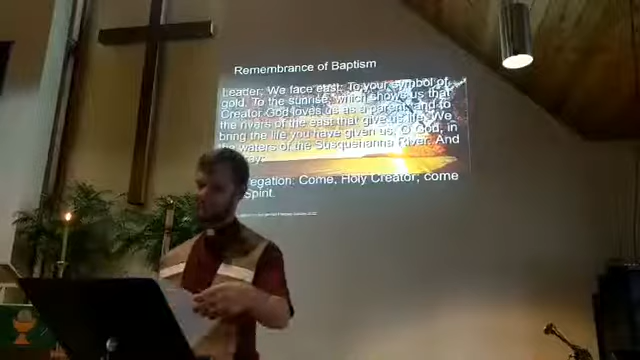 Remembrance of Baptism
Leader: We face east: To your symbol of
gold. To the sunrise, which shows us that
Creator God loves us as a parent, and to
the rivers of the east that give us life. We
bring the life you have given us, O God, in
the waters of the Susquehanna River. And
egation: Come, Holy Creator, come
Spirit.